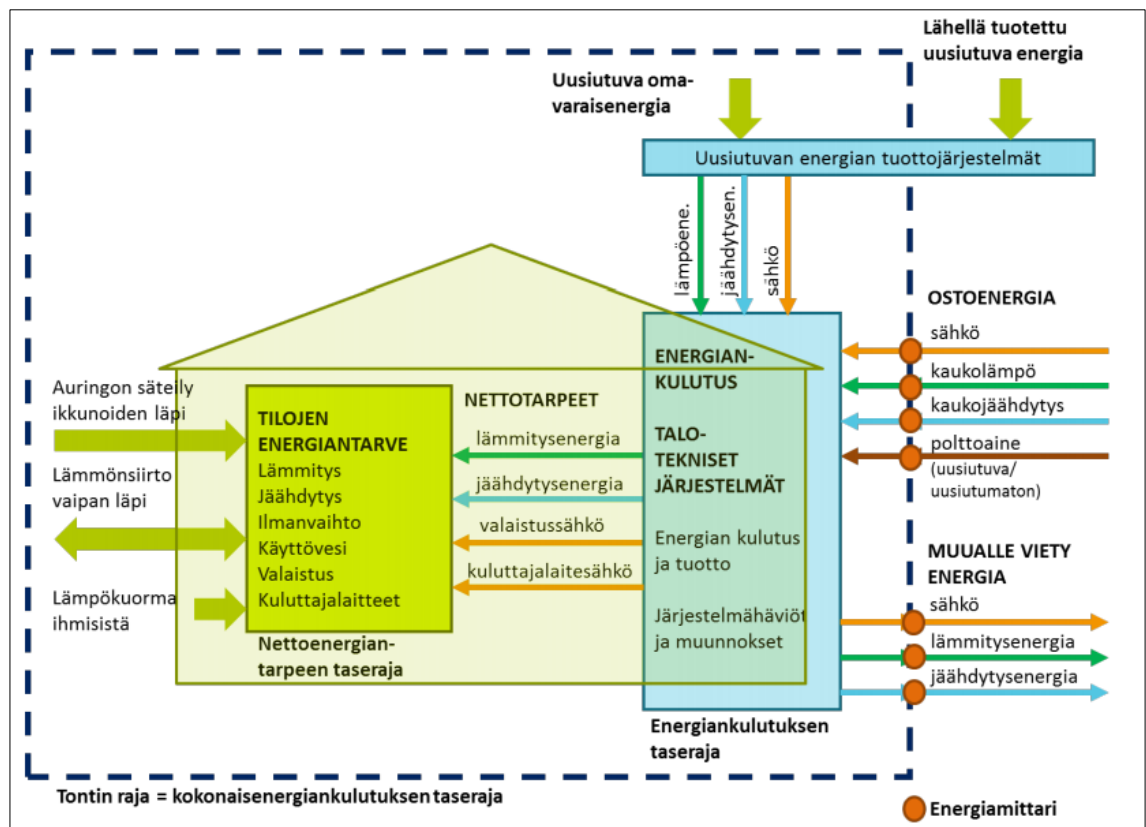 Lähellä tuotettu
uusiutuva energia
Uusiutuva oma-
varaisenergia
Uusiutuvan energian tuottojärjestelmät
lämpöene.
jäähdytysen.
sähkö
OSTOENERGIA
sähkö
kaukolämpö
kaukojäähdytys
polttoaine
(uusiutuva/
uusiutumaton)
MUUALLE VIETY
ENERGIA
sähkö
lämmitysenergia
jäähdytysenergia
ENERGIAN-
KULUTUS
TALO-
TEKNISET
JÄRJESTELMÄT
Energian kulutus
ja tuotto
Järjestelmähäviöt
ja muunnokset
Energiankulutuksen
taseraja
NETTOTARPEET
lämmitysenergia
jäähdytysenergia
valaistussähkö
kuluttajalaitesähkö
TILOJEN
ENERGIANTARVE
Lämmitys
Jäähdytys
Ilmanvaihto
Käyttövesi
Valaistus
Kuluttajalaitteet
Nettoenergian-
tarpeen taseraja
Auringon säteily
ikkunoiden läpi
Lämmönsiirto
vaipan läpi
Lämpökuorma
ihmisistä
Tontin raja = kokonaisenergiankulutuksen taseraja
Energiamittari